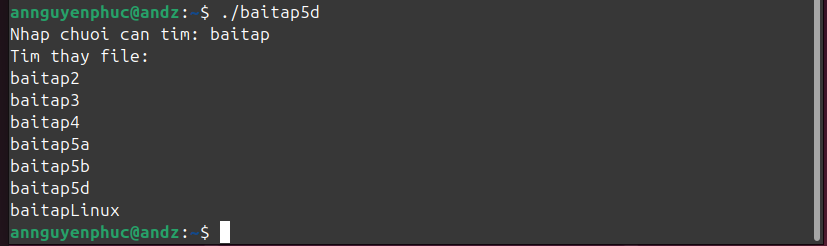 annguyenphuc@andz:~$ ./baitap5d
Nhap chuoi can tim: baitap
Tim thay file:
baitap2
baitap3
baitap4
baitap5a
baitap5b
baitap5d
baitapLinux
annguyenphuc@andz:~$